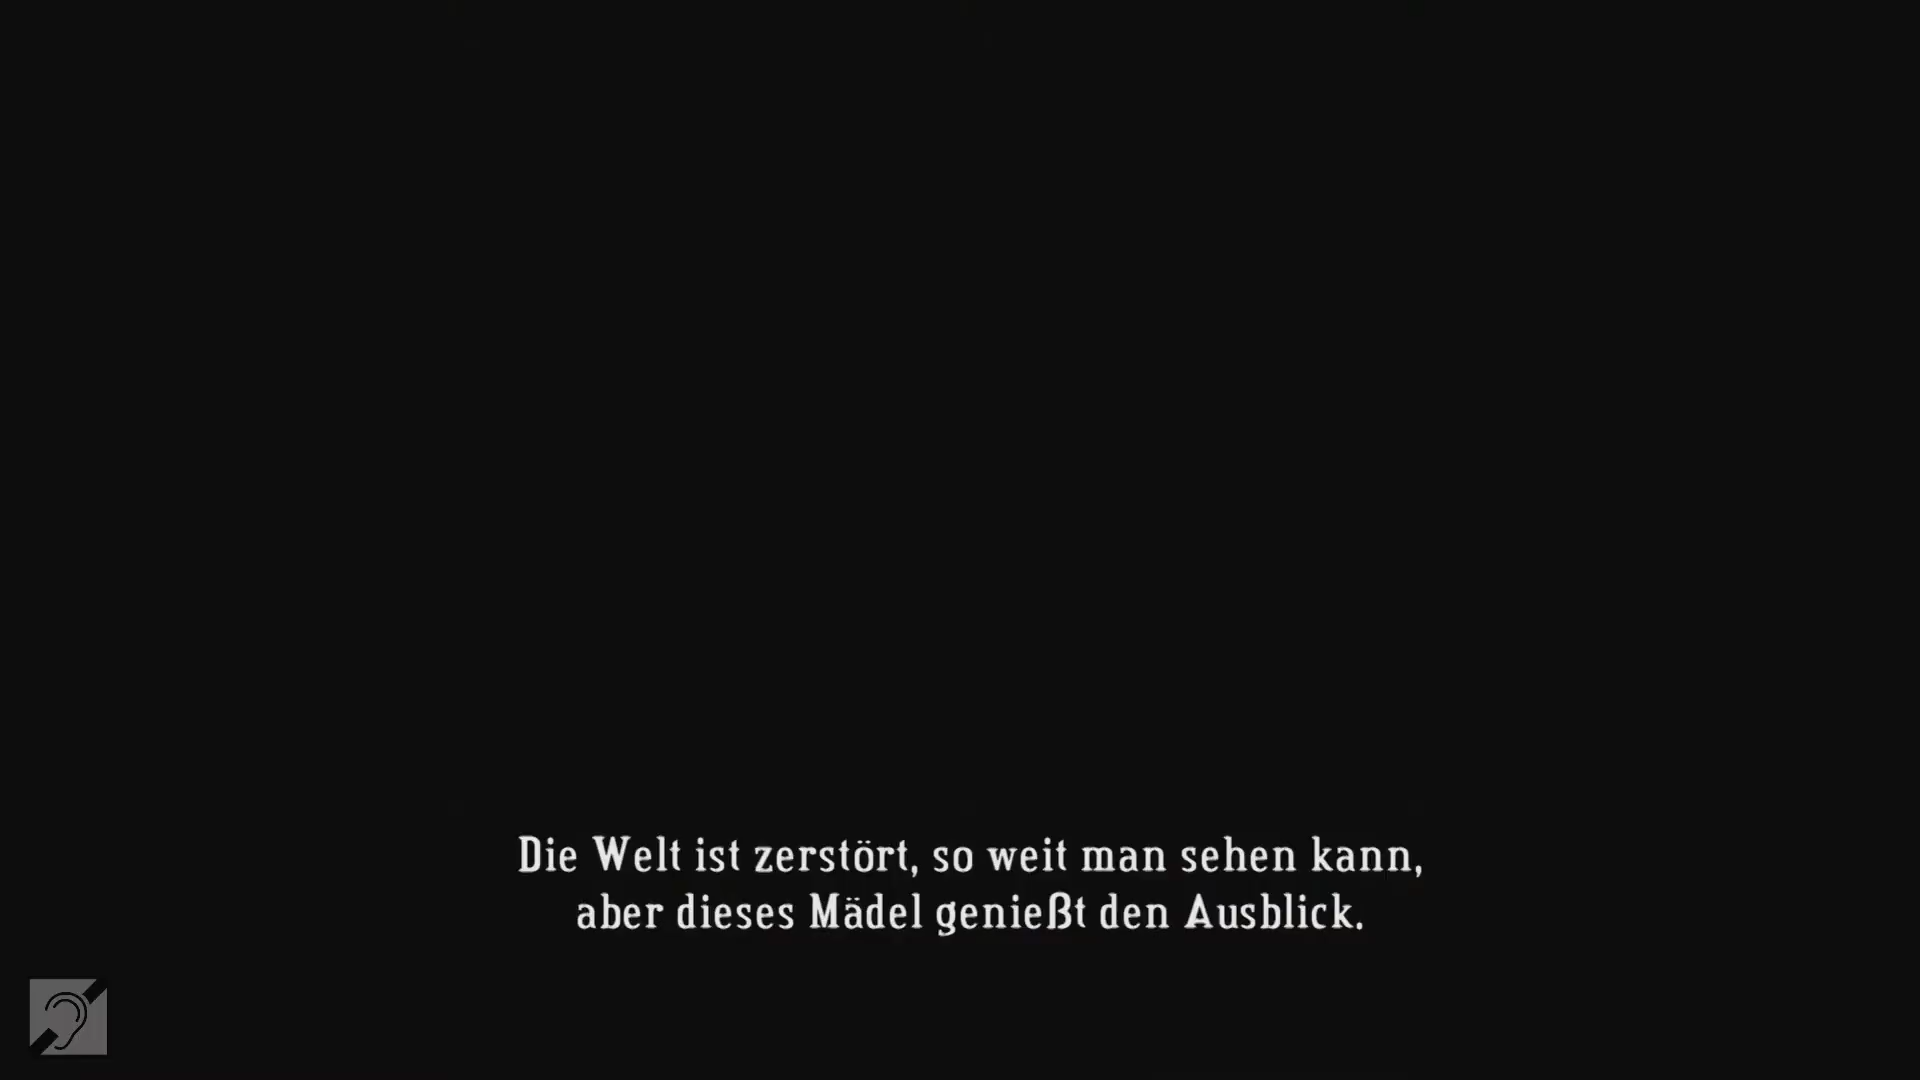 Die Welt ist zerstört, so weit man sehen kann,
aber dieses Mädel genießt den Ausblick.